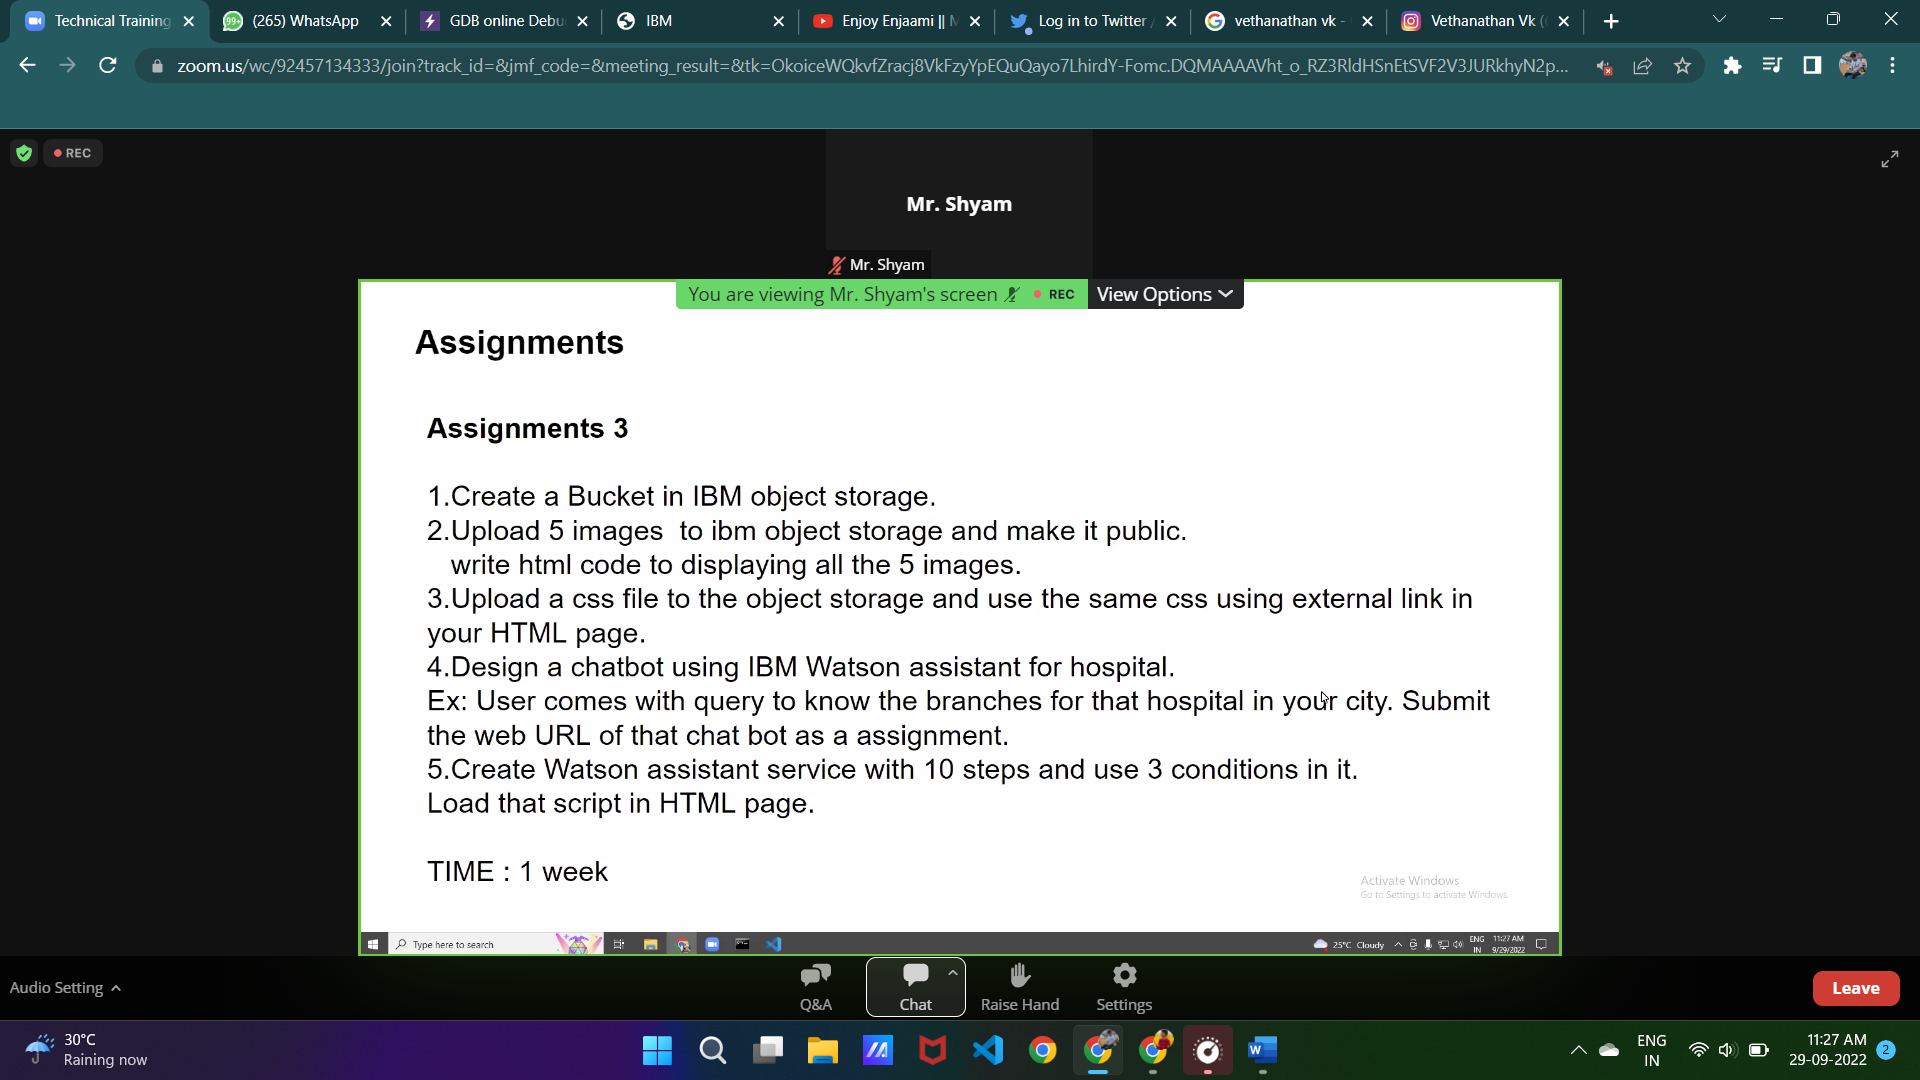 Technical Training
(265) WhatsApp
GDB online Debu
IBM
Enjoy Enjaami || M
Log in to Twitter /
vethanathan vk -
Vethanathan Vk (
zoom.us/wc/92457134333/join?track_id=&jmf_code=&meeting_result=&tk=OkoiceWQkvfZracj8VkFzyYpEQuQayo7LhirdY-Fomc.DQMAAAAVht_o_RZ3RldHSnEtSVF2V3JURkhyN2p...
REC
Mr. Shyam
Mr. Shyam
You are viewing Mr. Shyam's screen REC View Options
Assignments
Assignments 3
1.Create a Bucket in IBM object storage.
2.Upload 5 images to ibm object storage and make it public.
write html code to displaying all the 5 images.
3.Upload a css file to the object storage and use the same css using external link in
your HTML page.
4.Design a chatbot using IBM Watson assistant for hospital.
Ex: User comes with query to know the branches for that hospital in your city. Submit
the web URL of that chat bot as a assignment.
5.Create Watson assistant service with 10 steps and use 3 conditions in it.
Load that script in HTML page.
TIME : 1 week
Activate Windows
Go to Settings to activate Windows.
Type here to search
25°C Cloudy
ENG
IN
11:27 AM
9/29/2022
Audio Setting
Q&A
Chat
Raise Hand
Settings
Leave
30°C
Raining now
ENG
IN
11:27 AM
29-09-2022
2